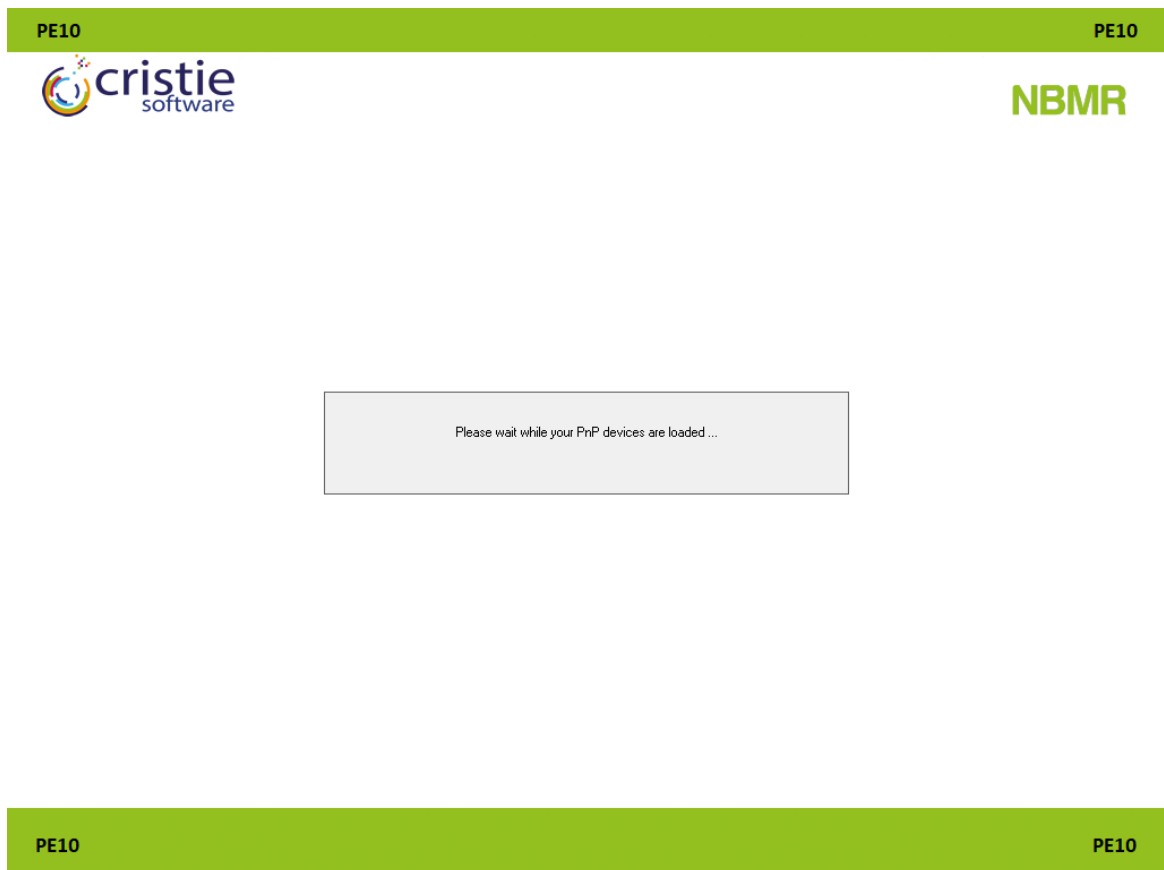 PE10 PE10
cristie
software
NBMR
Please wait while your PnP devices are loaded ...
PE10 PE10